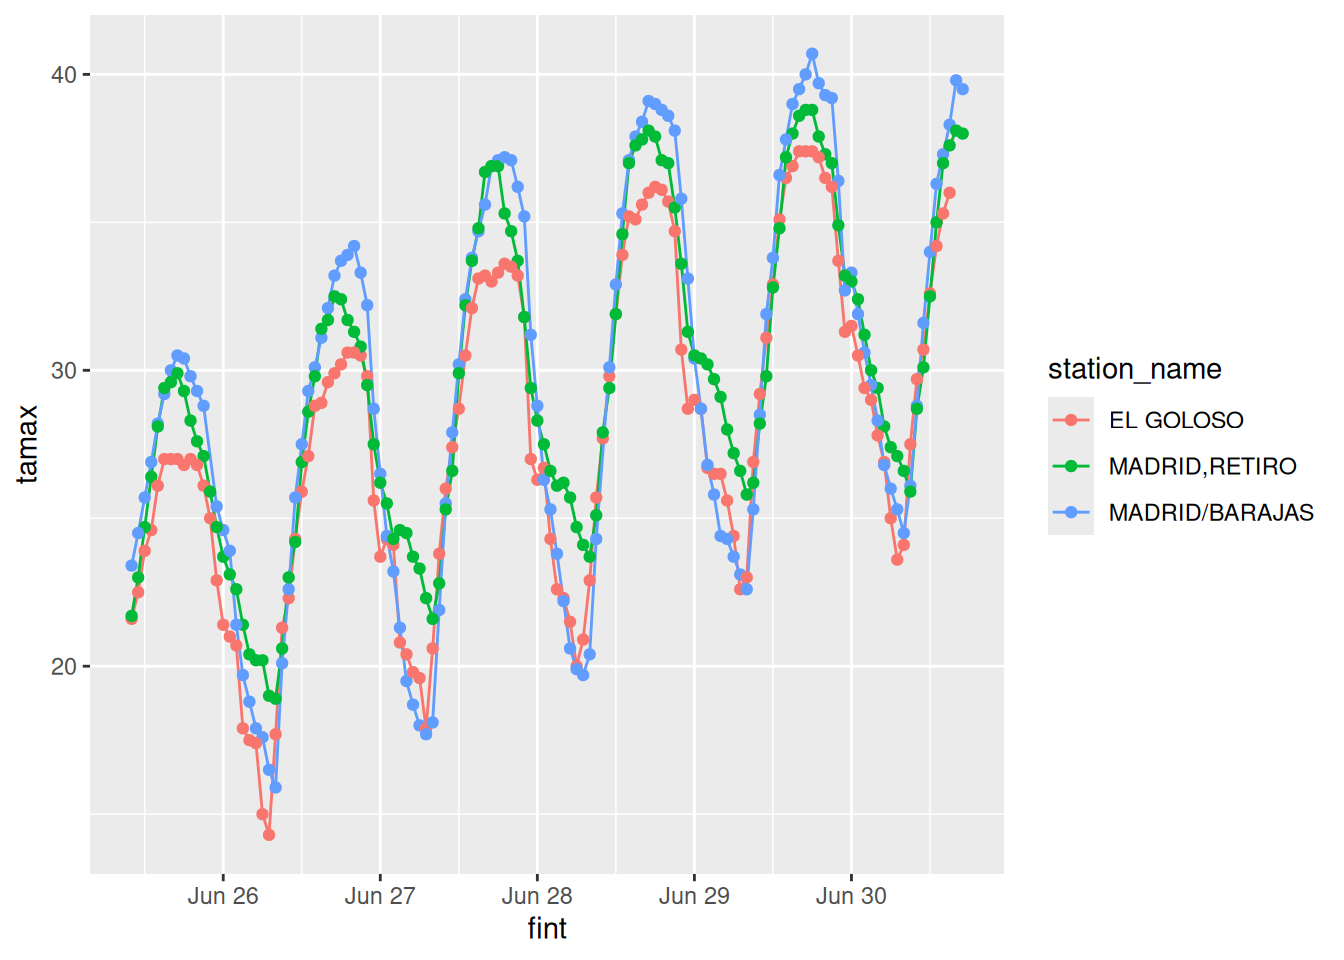 40
30
20
tamax
Jun 26
Jun 27
Jun 28
Jun 29
Jun 30
fint
station_name
EL GOLOSO
MADRID,RETIRO
MADRID/BARAJAS